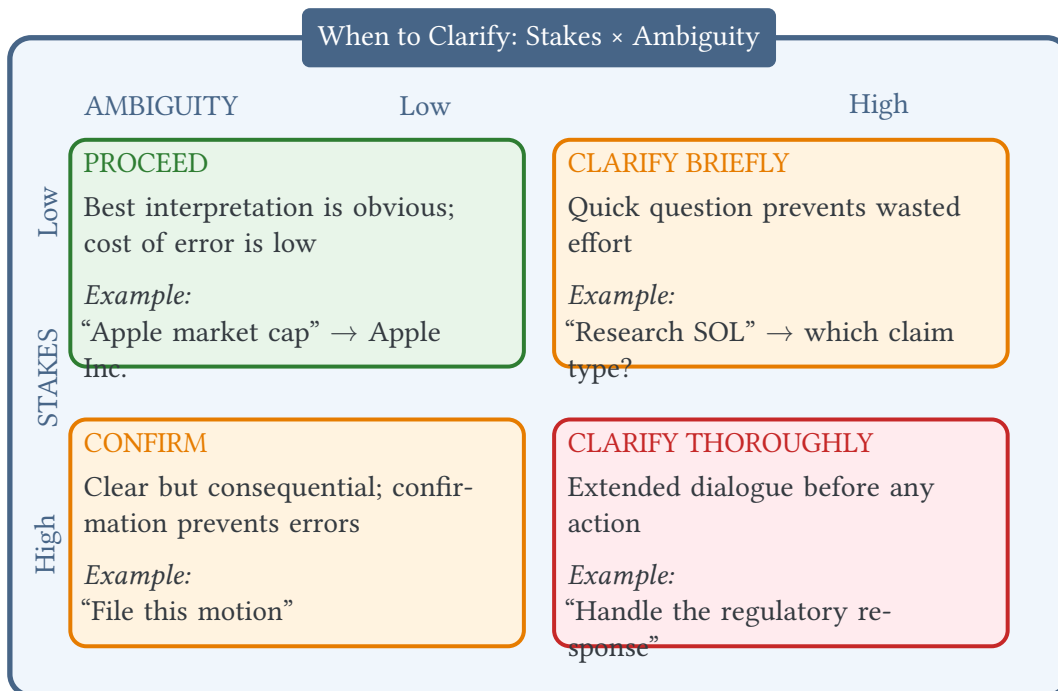 When to Clarify: Stakes × Ambiguity
AMBIGUITY
Low
High
STAKES
Low
High
PROCEED
Best interpretation is obvious;
cost of error is low
Example:
“Apple market cap” → Apple
Inc.
CLARIFY BRIEFLY
Quick question prevents wasted
effort
Example:
“Research SOL” → which claim
type?
CONFIRM
Clear but consequential; confir-
mation prevents errors
Example:
“File this motion”
CLARIFY THOROUGHLY
Extended dialogue before any
action
Example:
“Handle the regulatory re-
sponse”